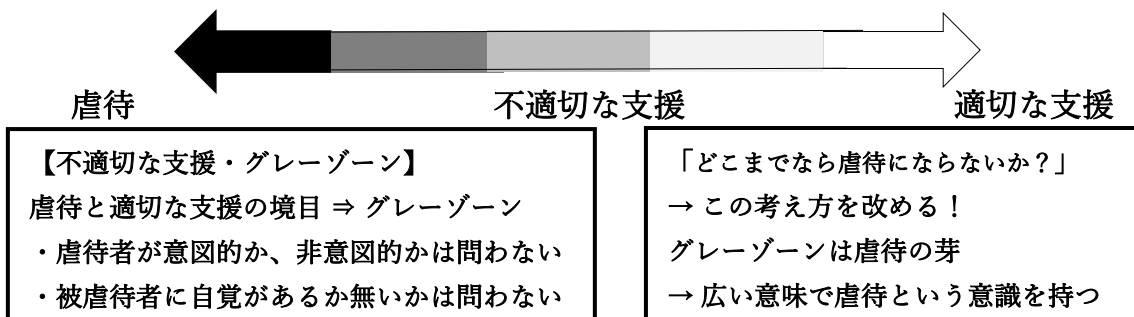 虐待
不適切な支援
適切な支援
【不適切な支援・グレーゾーン】
虐待と適切な支援の境目 ⇒ グレーゾーン
・虐待者が意図的か、非意図的かは問わない
・被虐待者に自覚があるか無いかは問わない
「どこまでなら虐待にならないか？」
→ この考え方を改める！
グレーゾーンは虐待の芽
→ 広い意味で虐待という意識を持つ